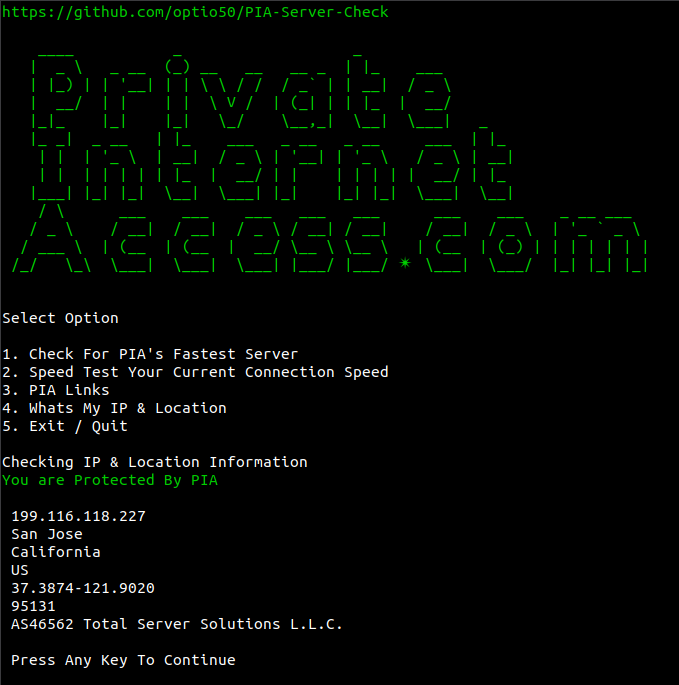 https://github.com/optio50/PIA-Server-Check
Private
Internet
Access.com
Select Option
1. Check For PIA's Fastest Server
2. Speed Test Your Current Connection Speed
3. PIA Links
4. Whats My IP & Location
5. Exit / Quit
Checking IP & Location Information
You are Protected By PIA
199.116.118.227
San Jose
California
US
37.3874-121.9020
95131
AS46562 Total Server Solutions L.L.C.
Press Any Key To Continue